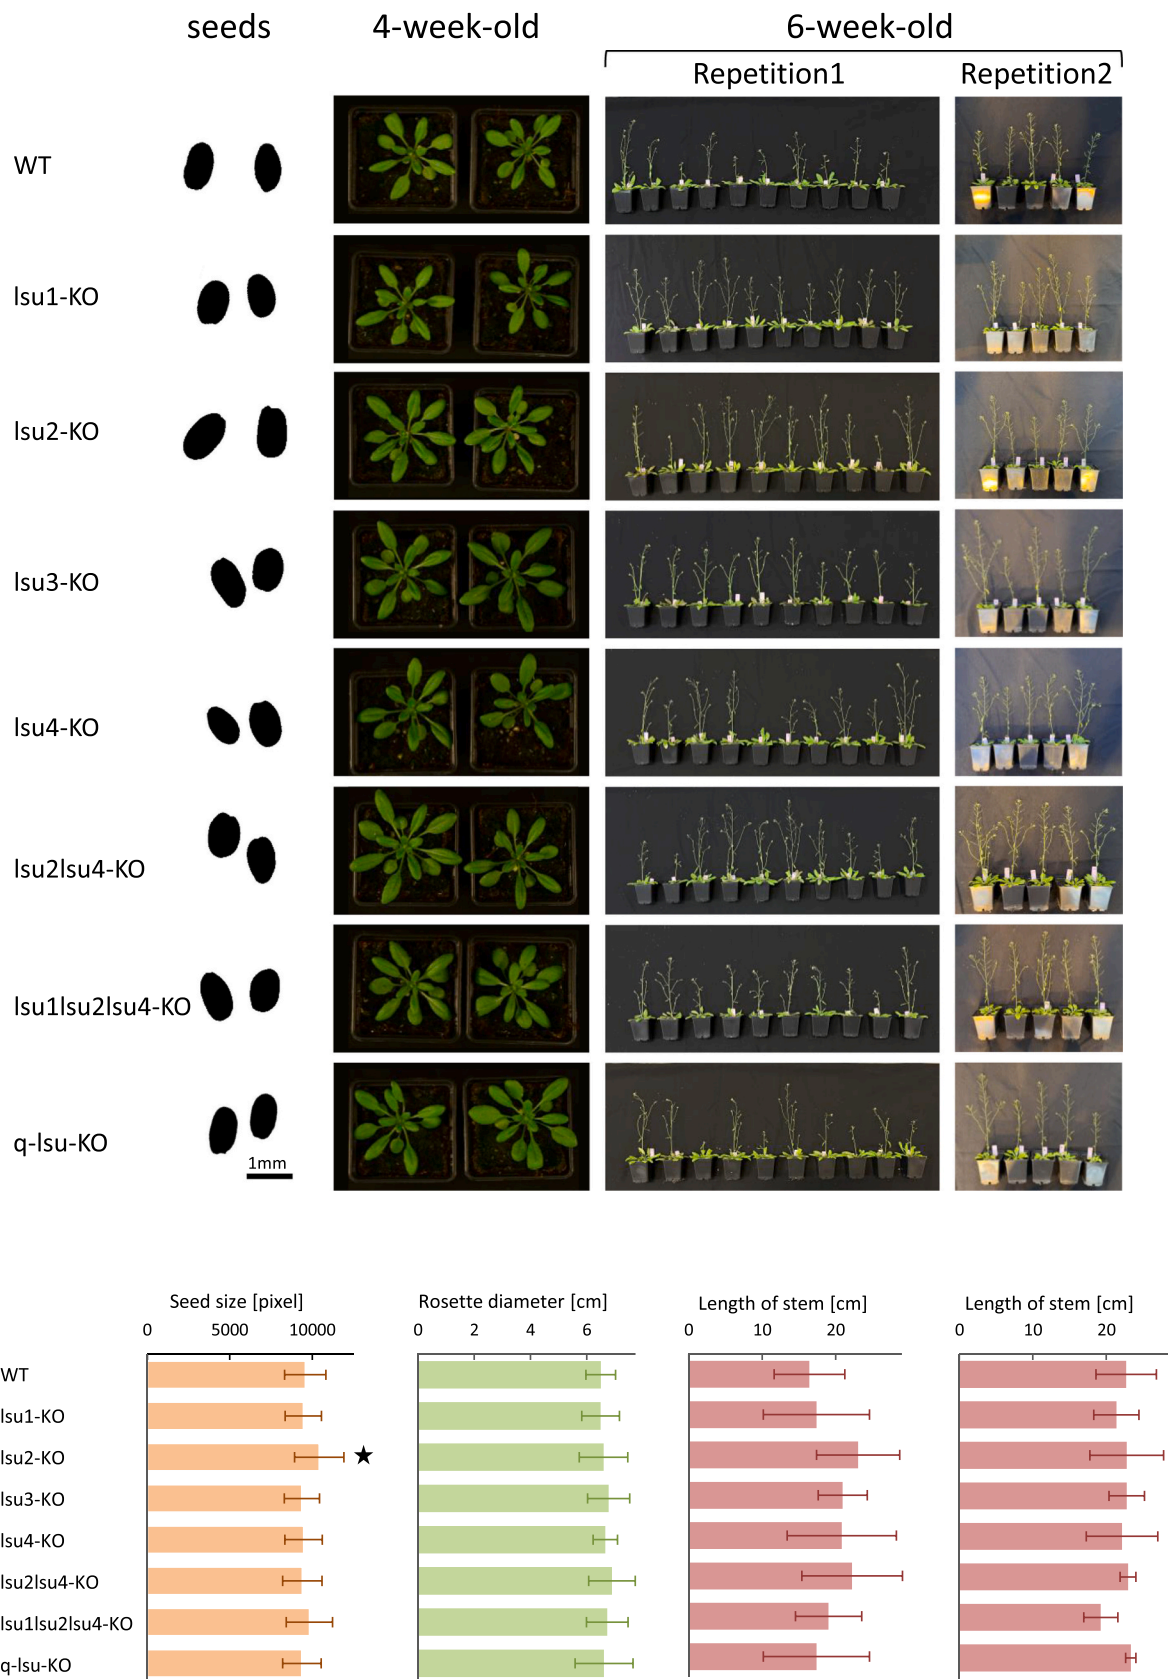 seeds 4-week-old 6-week-old
Repetition1 Repetition2
WT
lsu1-KO
lsu2-KO
lsu3-KO
lsu4-KO
lsu2lsu4-KO
lsu1lsu2lsu4-KO
q-lsu-KO
1mm
Seed size [pixel] Rosette diameter [cm] Length of stem [cm] Length of stem [cm]
0 5000 10000 0 2 4 6 0 10 20 0 10 20
WT
lsu1-KO
lsu2-KO ★
lsu3-KO
lsu4-KO
lsu2lsu4-KO
lsu1lsu2lsu4-KO
q-lsu-KO